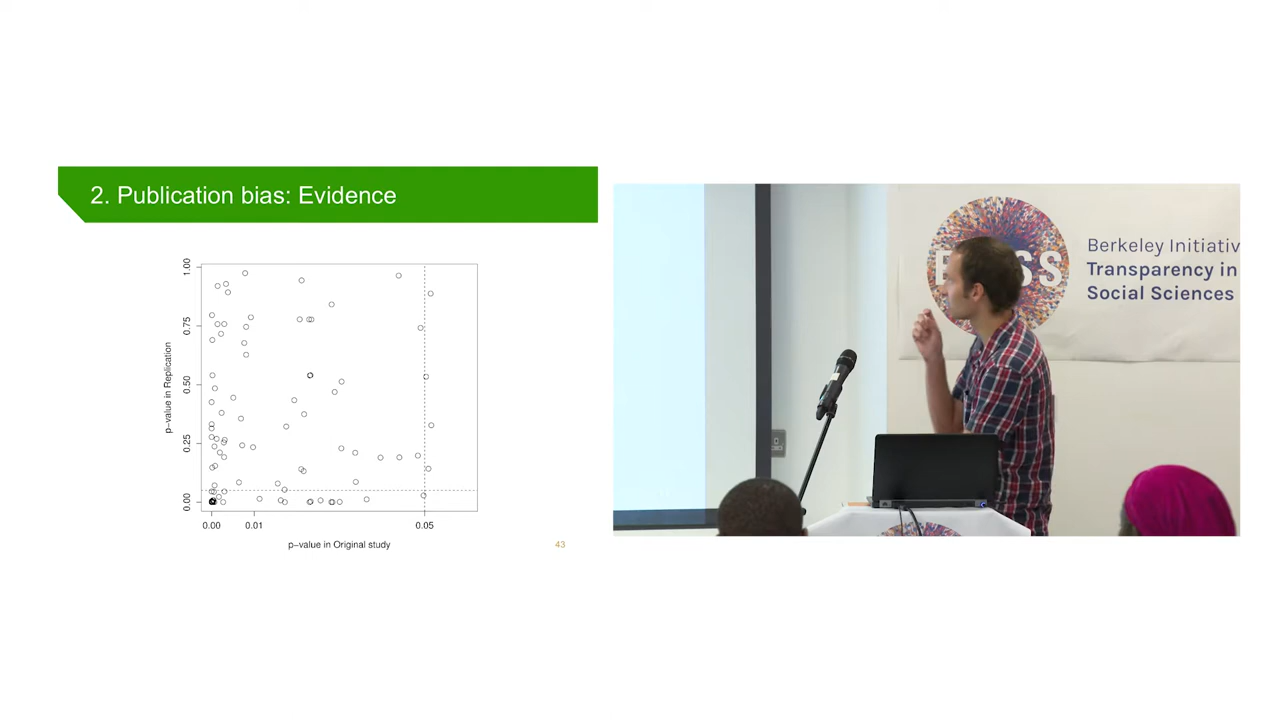 2. Publication bias: Evidence
p-value in Replication
1.00
0.75
0.50
0.25
0.00
0.00
0.01
0.05
p-value in Original study
43
Berkeley Initiativ
Transparency in
Social Sciences